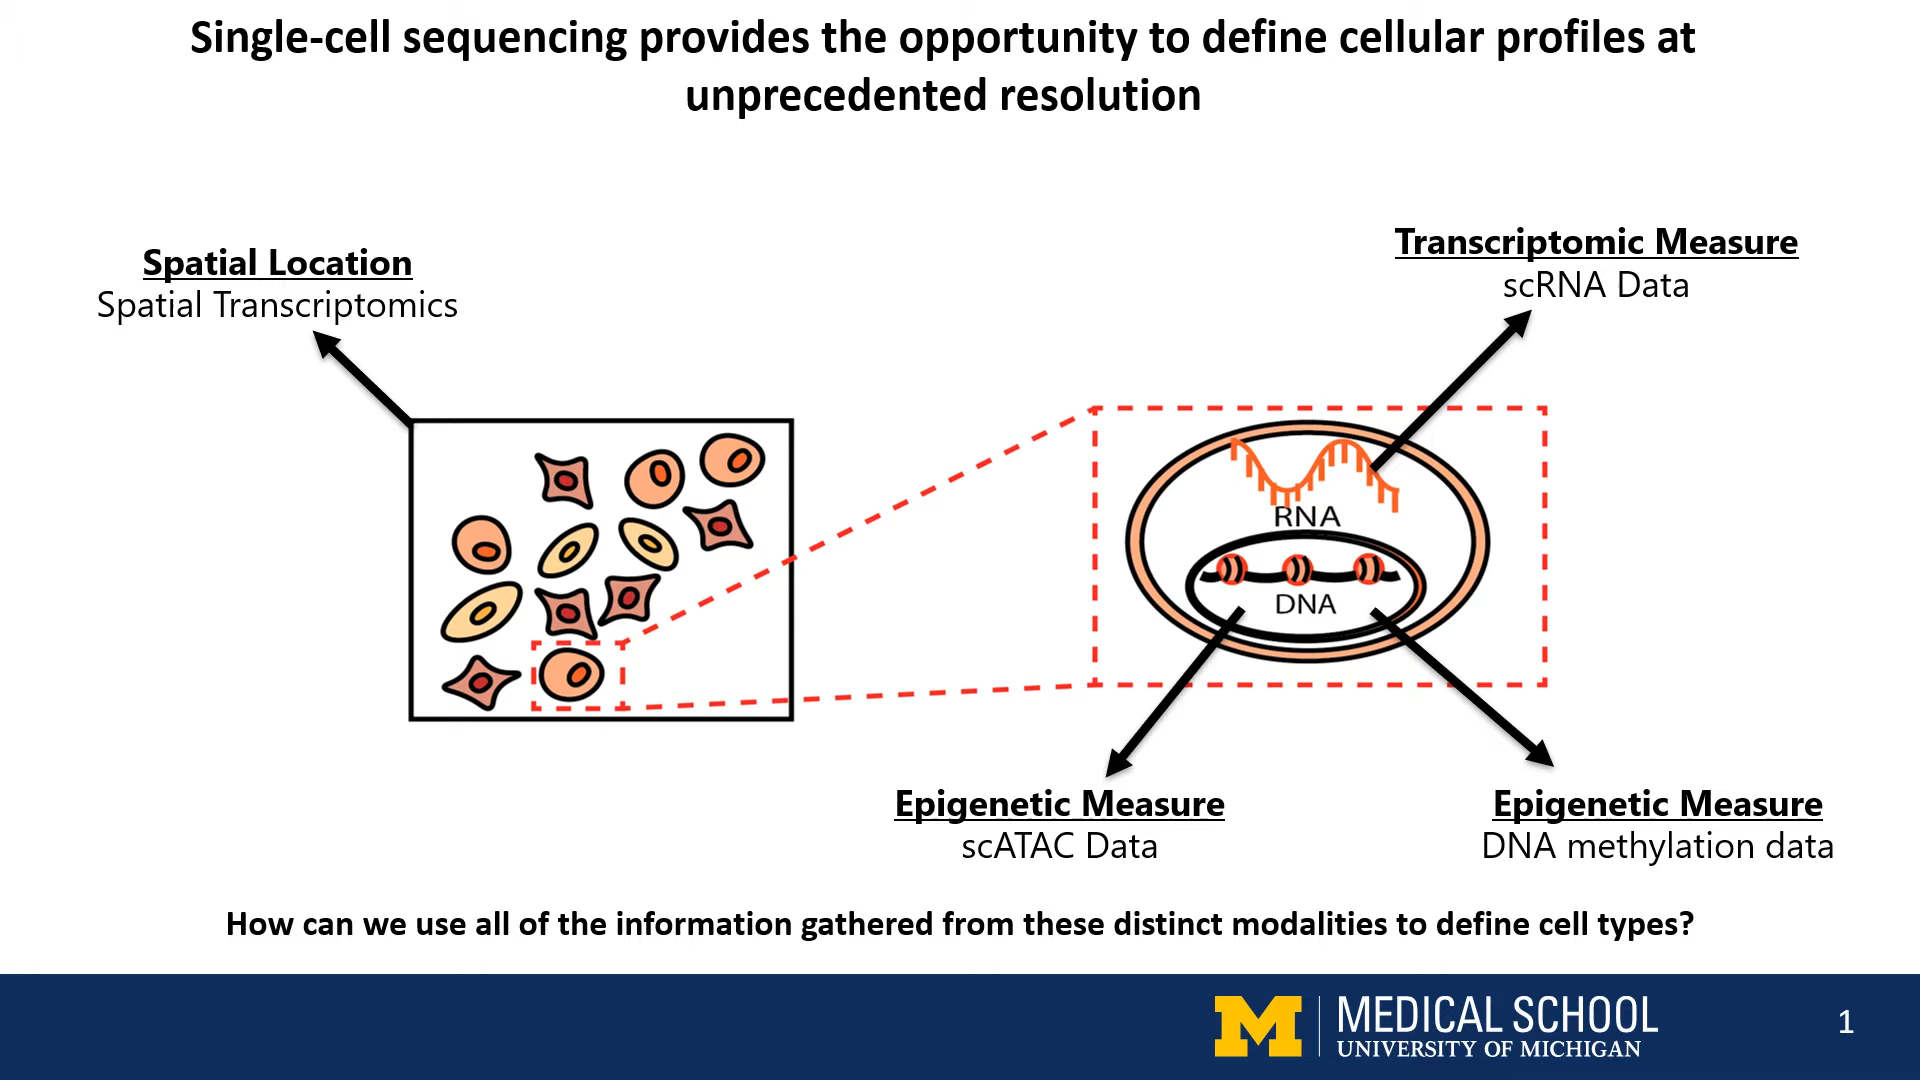 Single-cell sequencing provides the opportunity to define cellular profiles at
unprecedented resolution
Spatial Location
Spatial Transcriptomics
Transcriptomic Measure
scRNA Data
RNA
DNA
Epigenetic Measure
scATAC Data
Epigenetic Measure
DNA methylation data
How can we use all of the information gathered from these distinct modalities to define cell types?
M
MEDICAL SCHOOL
UNIVERSITY OF MICHIGAN
1